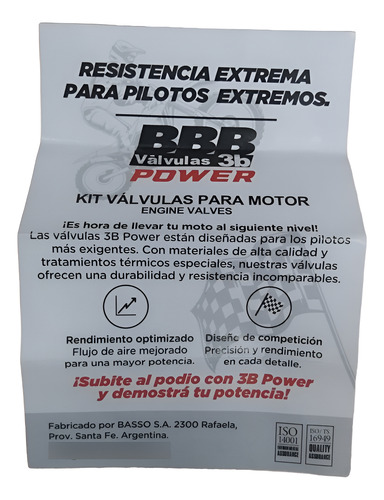 RESISTENCIA EXTREMA
PARA PILOTOS EXTREMOS.
BBB
Válvulas 3b
POWER
KIT VÁLVULAS PARA MOTOR
ENGINE VALVES
¡Es hora de llevar tu moto al siguiente nivel!
Las válvulas 3B Power están diseñadas para los pilotos
más exigentes. Con materiales de alta calidad y
tratamientos térmicos especiales, nuestras válvulas
ofrecen una durabilidad y resistencia incomparables.
Rendimiento optimizado
Flujo de aire mejorado
para una mayor potencia.
Diseño de competición
Precisión y rendimiento
en cada detalle.
¡Subite al podio con 3B Power
y demostrá tu potencia!
Fabricado por BASSO S.A. 2300 Rafaela,
Prov. Santa Fe. Argentina.
ISO
14001
ASSURANCE
ISO/TS
16949
QUALITY
ASSURANCE